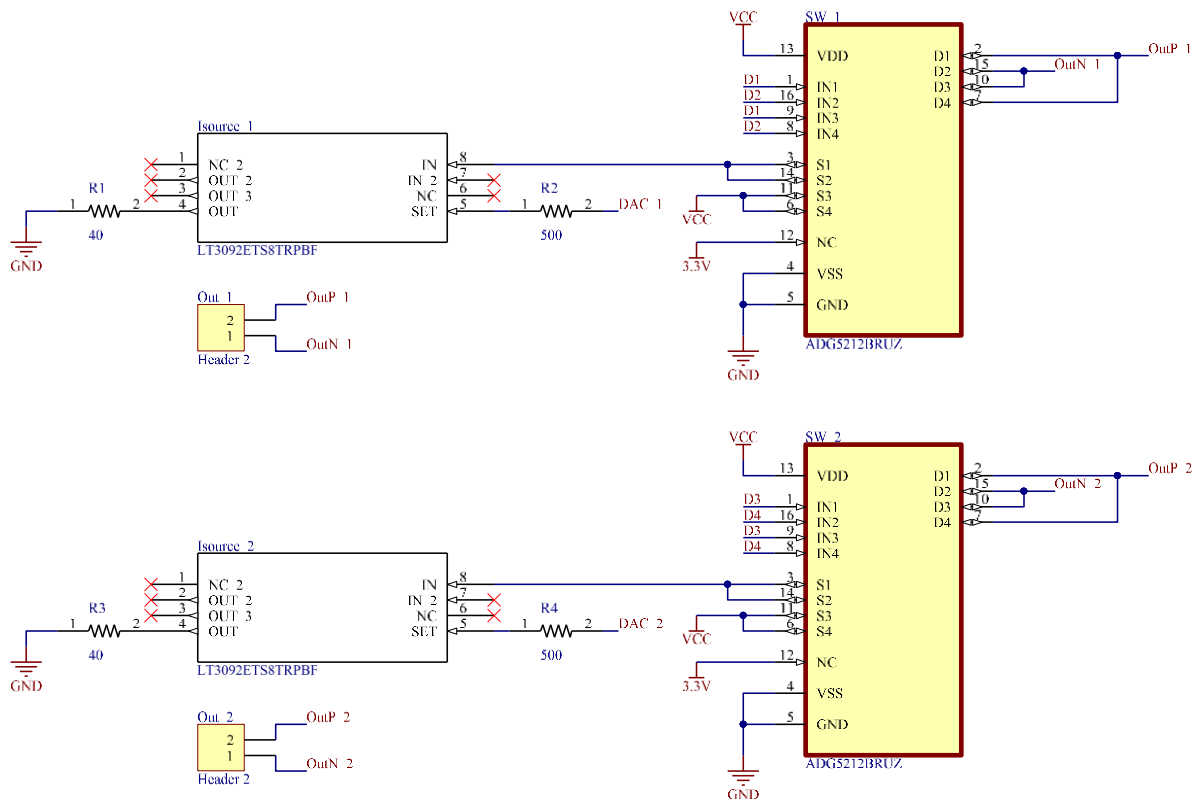 VCC
SW_1
13 VDD
D1 2
OutP_1
D2 15
OutN_1
D1 1 IN1
D3 10
D2 16 IN2
D4 7
D1 9 IN3
D2 8 IN4
Isource_1
1 NC_2
IN 8
3 S1
2 OUT_2
IN_2 7
14 S2
3 OUT_3
NC 6
11 S3
R1
R2
VCC
1 2 4 OUT
SET 5
1 2 DAC_1
6 S4
40
500
GND
LT3092ETS8TRPBF
12 NC
3.3V
4 VSS
Out_1
OutP_1
5 GND
2
1
OutN_1
Header 2
ADG5212BRUZ
GND
VCC
SW_2
13 VDD
D1 2
OutP_2
D2 15
OutN_2
D3 1 IN1
D3 10
D4 16 IN2
D4 7
D3 9 IN3
D4 8 IN4
Isource_2
1 NC_2
IN 8
3 S1
2 OUT_2
IN_2 7
14 S2
3 OUT_3
NC 6
11 S3
R3
R4
VCC
1 2 4 OUT
SET 5
1 2 DAC_2
6 S4
40
500
GND
LT3092ETS8TRPBF
12 NC
3.3V
4 VSS
Out_2
OutP_2
5 GND
2
1
OutN_2
Header 2
ADG5212BRUZ
GND